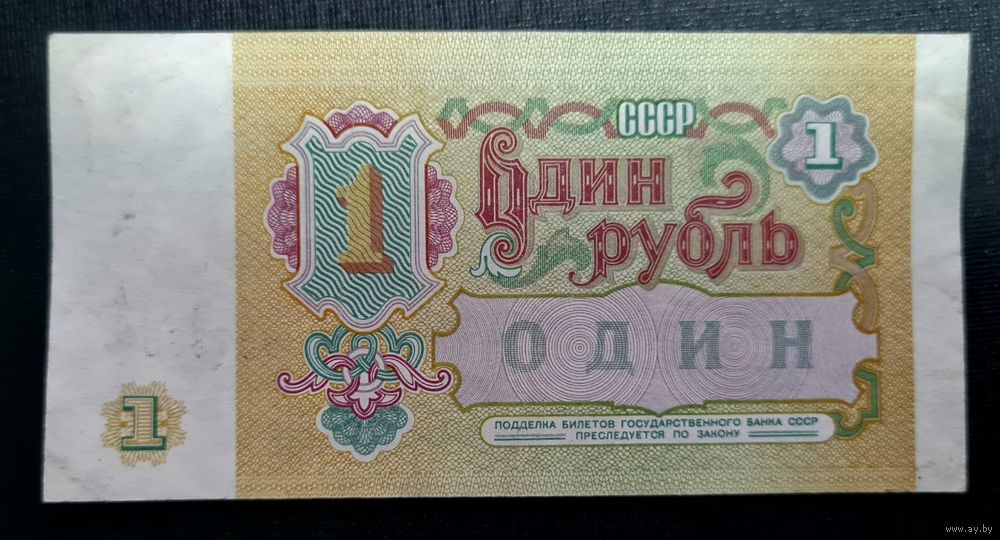 СССР
1
Один
рубль
1
ОДИН
ПОДДЕЛКА БИЛЕТОВ ГОСУДАРСТВЕННОГО БАНКА СССР
ПРЕСЛЕДУЕТСЯ ПО ЗАКОНУ
1
www.ay.by